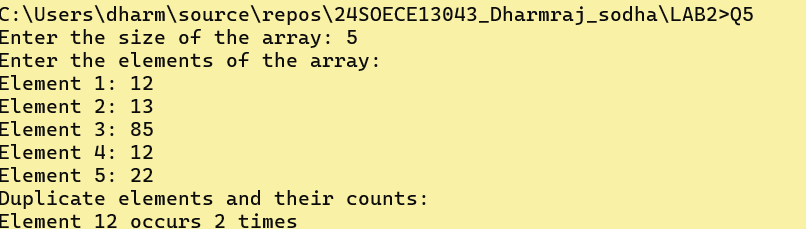 C:\Users\dharm\source\repos\24SOECE13043_Dharmraj_sodha\LAB2>Q5
Enter the size of the array: 5
Enter the elements of the array:
Element 1: 12
Element 2: 13
Element 3: 85
Element 4: 12
Element 5: 22
Duplicate elements and their counts:
Element 12 occurs 2 times